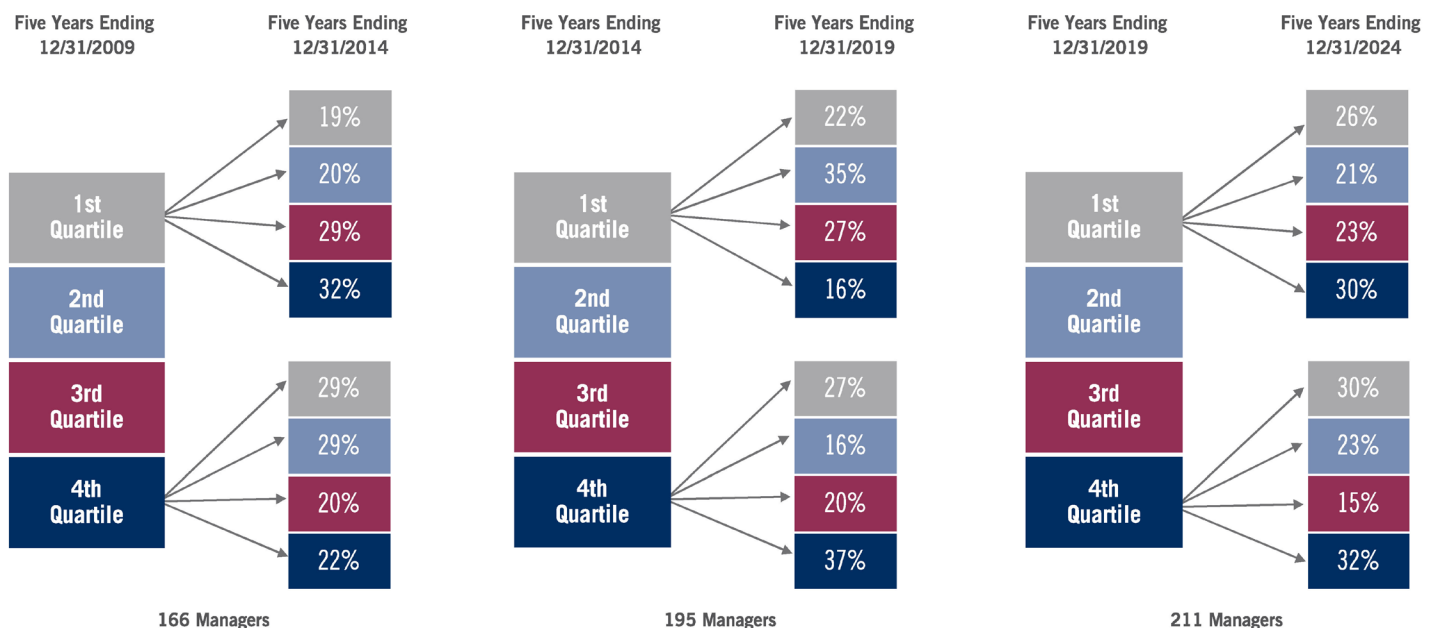 Five Years Ending
12/31/2009
Five Years Ending
12/31/2014
1st
Quartile
2nd
Quartile
3rd
Quartile
4th
Quartile
19%
20%
29%
32%
29%
29%
20%
22%
166 Managers
Five Years Ending
12/31/2014
Five Years Ending
12/31/2019
1st
Quartile
2nd
Quartile
3rd
Quartile
4th
Quartile
22%
35%
27%
16%
27%
16%
20%
37%
195 Managers
Five Years Ending
12/31/2019
Five Years Ending
12/31/2024
1st
Quartile
2nd
Quartile
3rd
Quartile
4th
Quartile
26%
21%
23%
30%
30%
23%
15%
32%
211 Managers